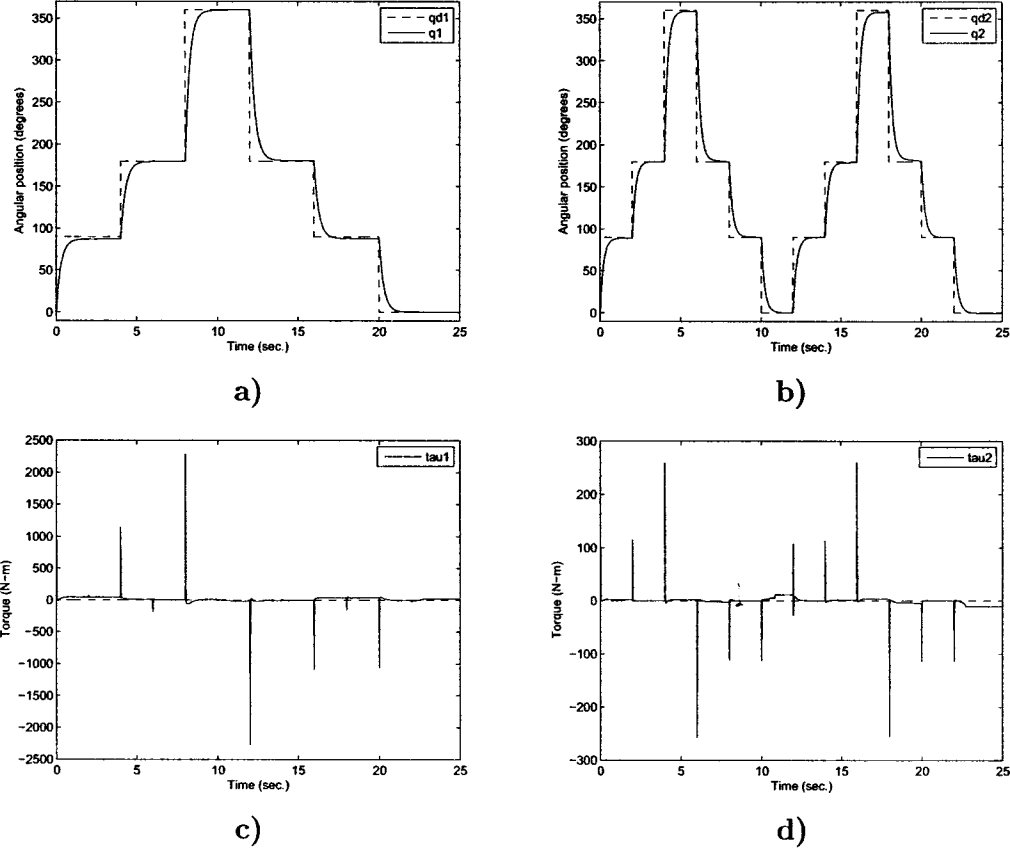 350
300
250
200
150
100
50
0
Angular position (degrees)
qd1
q1
0 5 10 15 20 25
Time (sec.)
a)
350
300
250
200
150
100
50
0
Angular position (degrees)
qd2
q2
0 5 10 15 20 25
Time (sec.)
b)
2500
2000
1500
1000
500
0
−500
−1000
−1500
−2000
−2500
Torque (N−m)
tau1
0 5 10 15 20 25
Time (sec.)
c)
300
200
100
0
−100
−200
−300
Torque (N−m)
tau2
0 5 10 15 20 25
Time (sec.)
d)